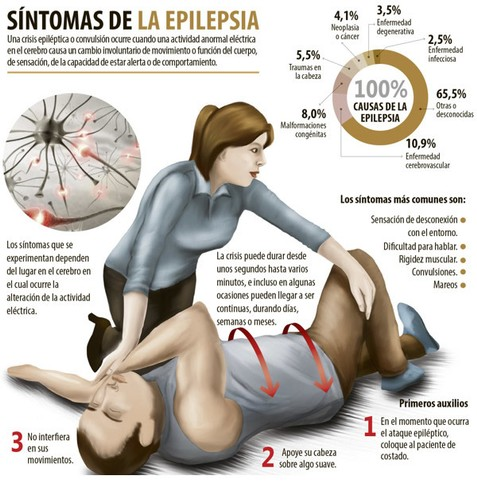 SÍNTOMAS DE LA EPILEPSIA
Una crisis epiléptica o convulsión ocurre cuando una actividad anormal eléctrica
en el cerebro causa un cambio involuntario de movimiento o función del cuerpo,
de sensación, de la capacidad de estar alerta o de comportamiento.
4,1%
Neoplasia
o cáncer
3,5%
Enfermedad
degenerativa
2,5%
Enfermedad
infecciosa
5,5%
Traumas en
la cabeza
100%
CAUSAS DE LA
EPILEPSIA
65,5%
Otras o
desconocidas
8,0%
Malformaciones
congénitas
10,9%
Enfermedad
cerebrovascular
Los síntomas más comunes son:
Sensación de desconexión
con el entorno.
Dificultad para hablar.
Rigidez muscular.
Convulsiones.
Mareos
Los síntomas que se
experimentan dependen
del lugar en el cerebro en
el cual ocurre la
alteración de la actividad
eléctrica.
La crisis puede durar desde
unos segundos hasta varios
minutos, e incluso en algunas
ocasiones pueden llegar a ser
continuas, durando días,
semanas o meses.
Primeros auxilios
1 En el momento que ocurra
el ataque epiléptico,
coloque al paciente de
costado.
2 Apoye su cabeza
sobre algo suave.
3 No interfiera
en sus
movimientos.